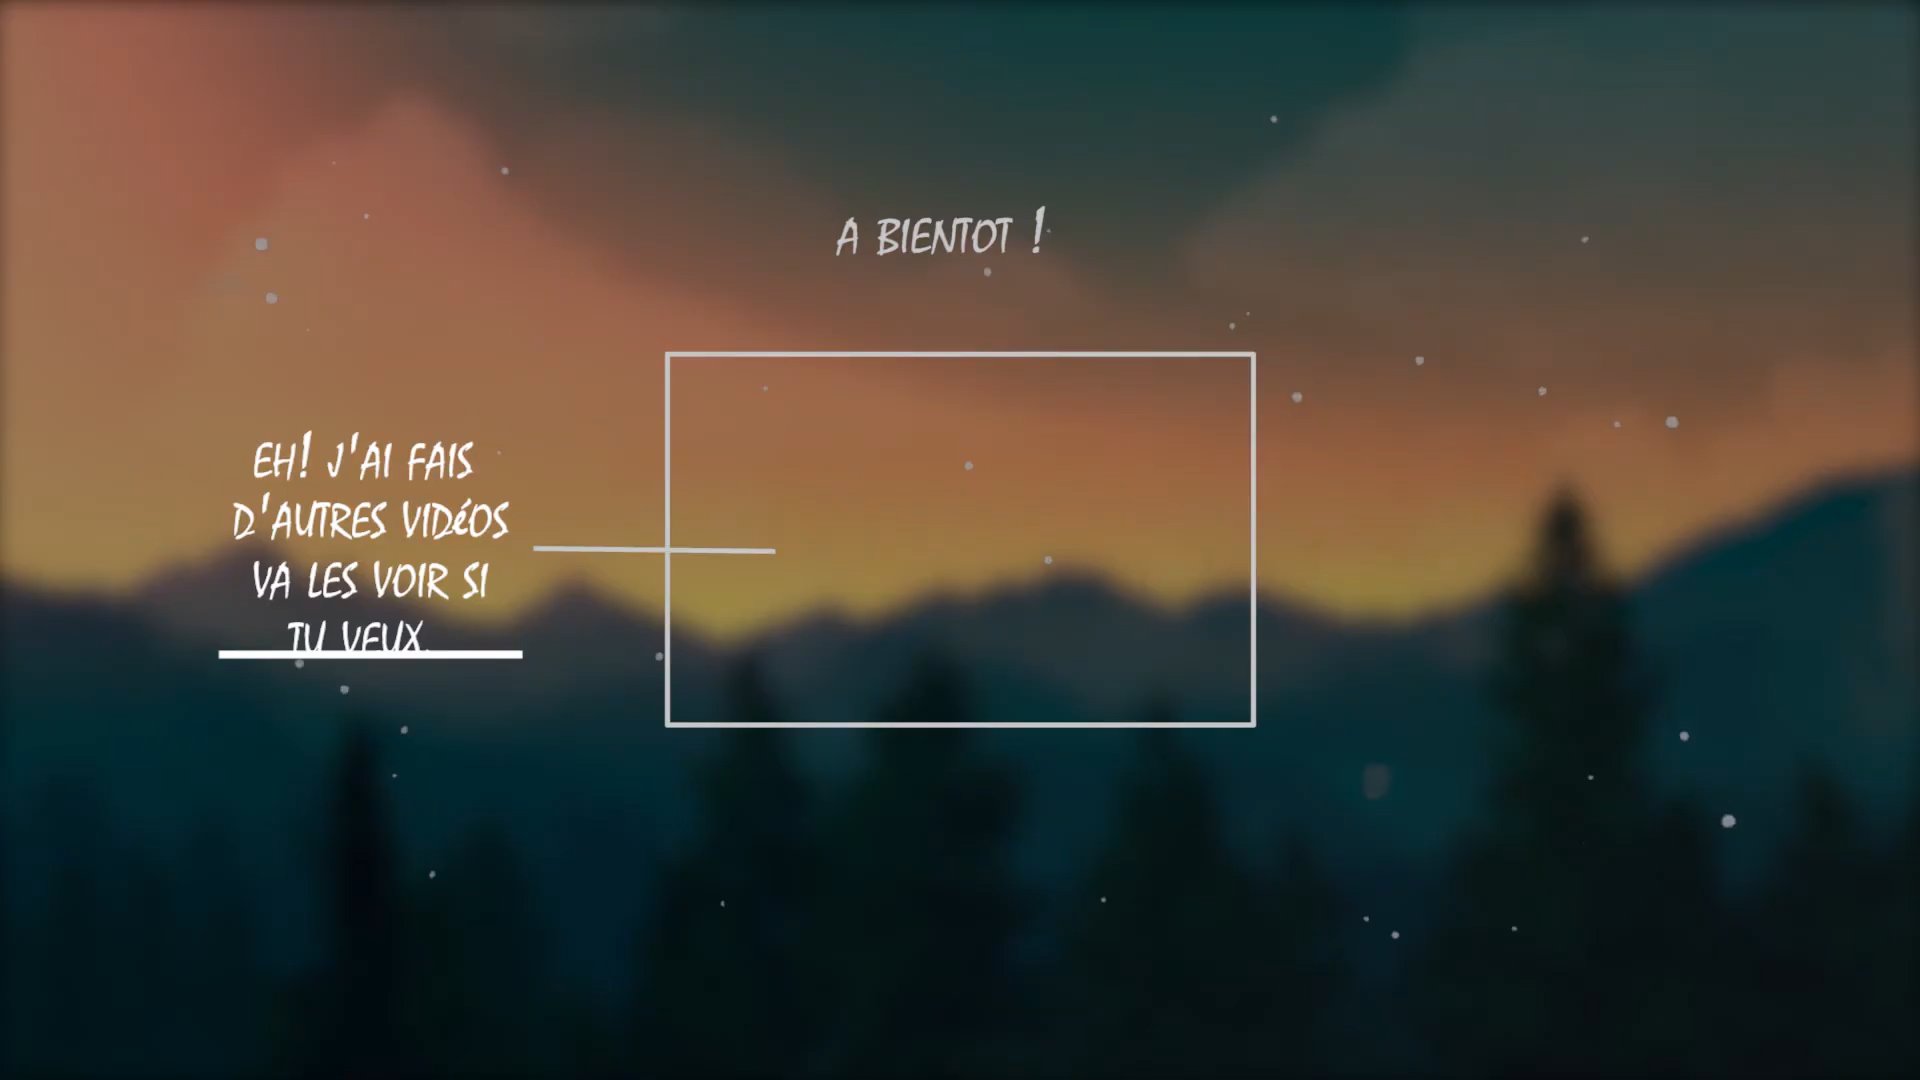 A BIENTOT !
EH! J'AI FAIS
D'AUTRES VIDéOS
VA LES VOIR SI
TU VEUX.